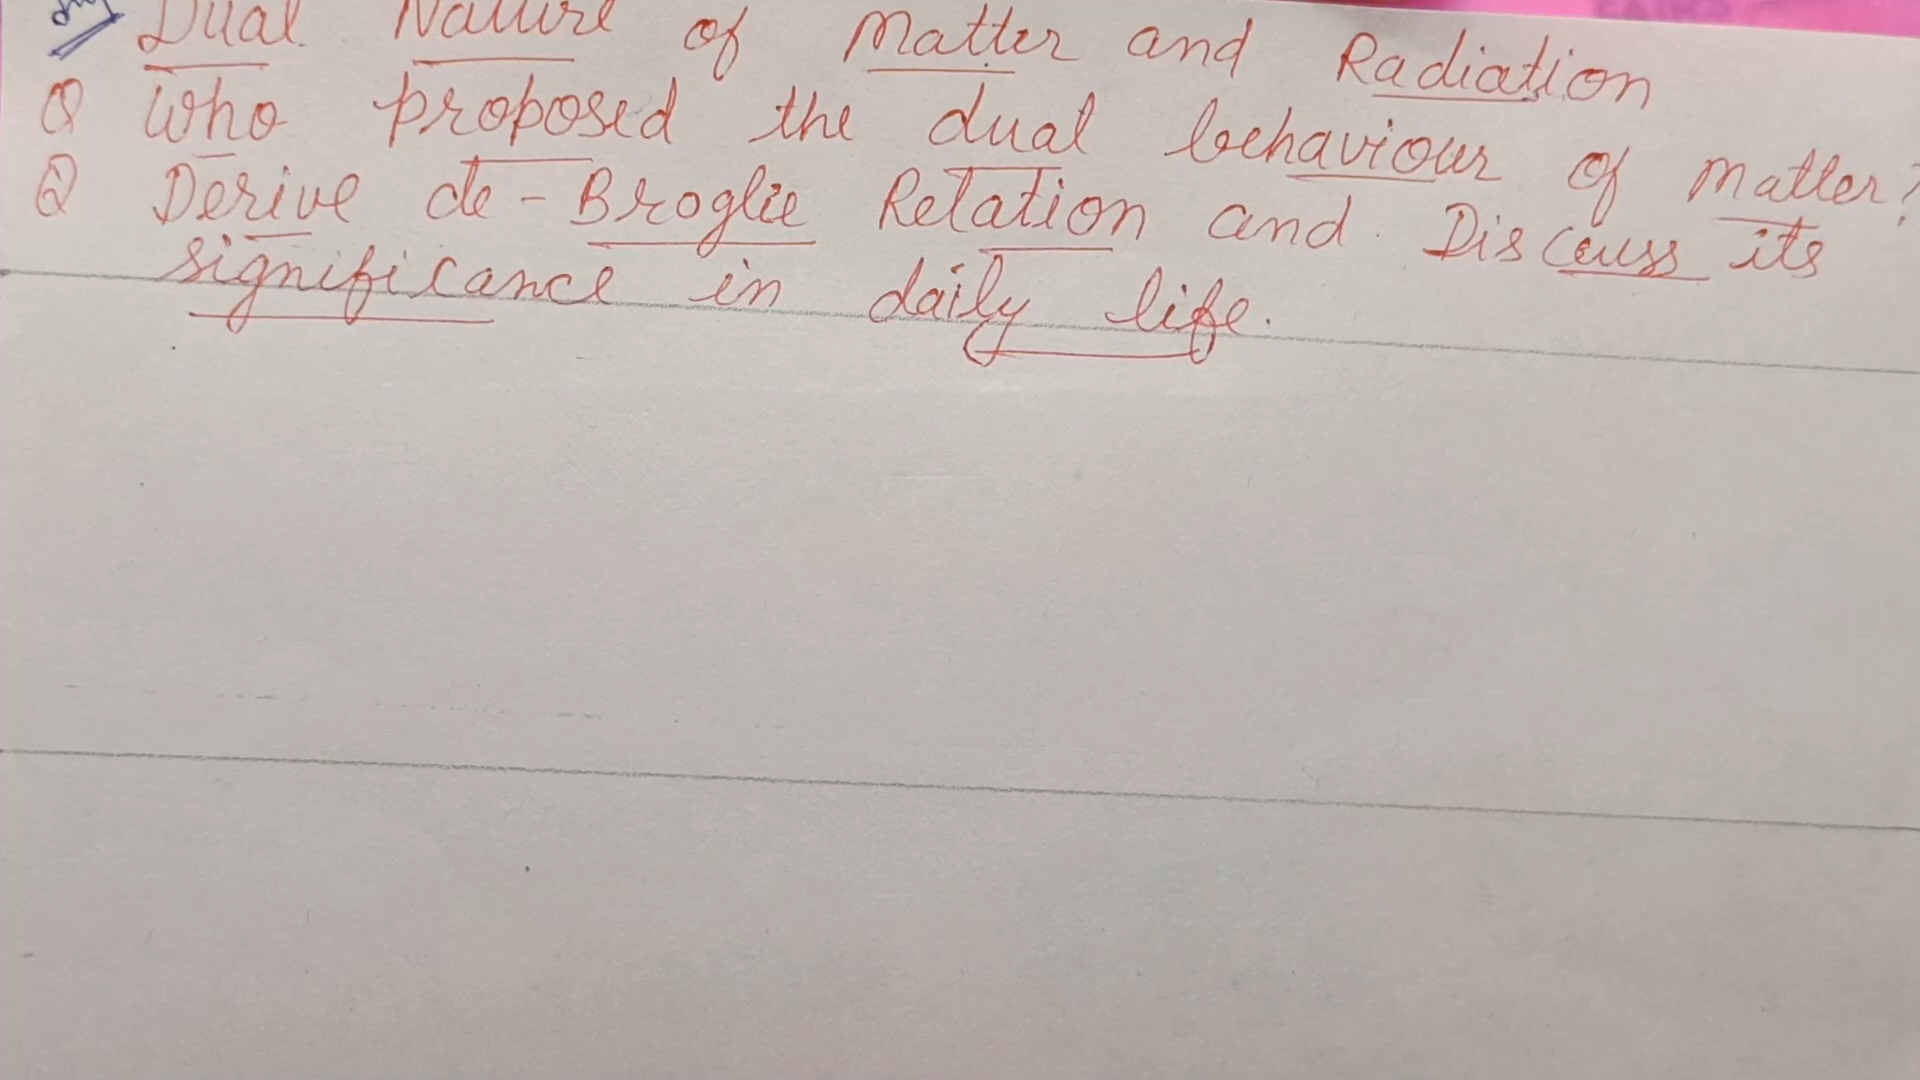 Dual Nature of Matter and Radiation
Q Who proposed the dual behaviour of matter?
Q Derive de-Broglie Relation and Discuss its
significance in daily life.